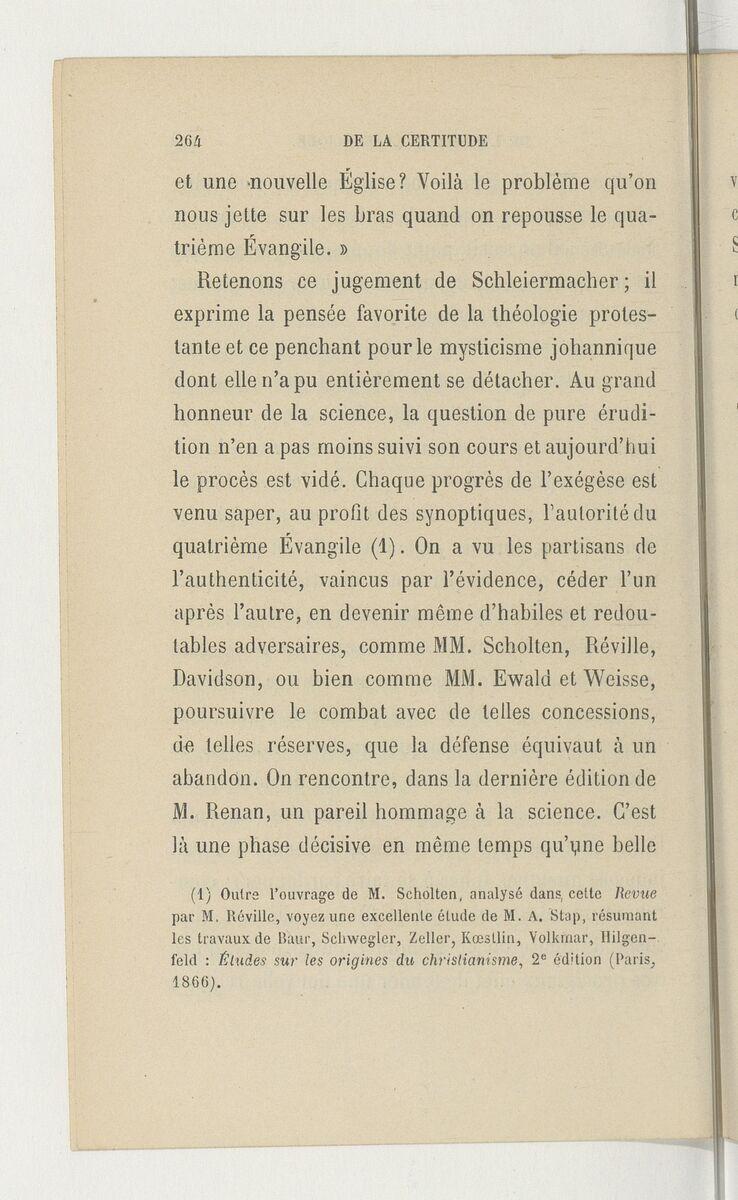 264 DE LA CERTITUDE
et une nouvelle Église? Voilà le problème qu'on
nous jette sur les bras quand on repousse le qua-
trième Évangile. »
Retenons ce jugement de Schleiermacher; il
exprime la pensée favorite de la théologie protes-
tante et ce penchant pour le mysticisme johannique
dont elle n'a pu entièrement se détacher. Au grand
honneur de la science, la question de pure érudi-
tion n'en a pas moins suivi son cours et aujourd'hui
le procès est vidé. Chaque progrès de l'exégèse est
venu saper, au profit des synoptiques, l'autorité du
quatrième Évangile (1). On a vu les partisans de
l'authenticité, vaincus par l'évidence, céder l'un
après l'autre, en devenir même d'habiles et redou-
tables adversaires, comme MM. Scholten, Réville,
Davidson, ou bien comme MM. Ewald et Weisse,
poursuivre le combat avec de telles concessions,
de telles réserves, que la défense équivaut à un
abandon. On rencontre, dans la dernière édition de
M. Renan, un pareil hommage à la science. C'est
là une phase décisive en même temps qu'une belle
(1) Outre l'ouvrage de M. Scholten, analysé dans cette Revue
par M. Réville, voyez une excellente étude de M. A. Stap, résumant
les travaux de Baur, Schwegler, Zeller, Kœstlin, Volkmar, Hilgen-
feld : Études sur les origines du christianisme, 2e édition (Paris,
1866).